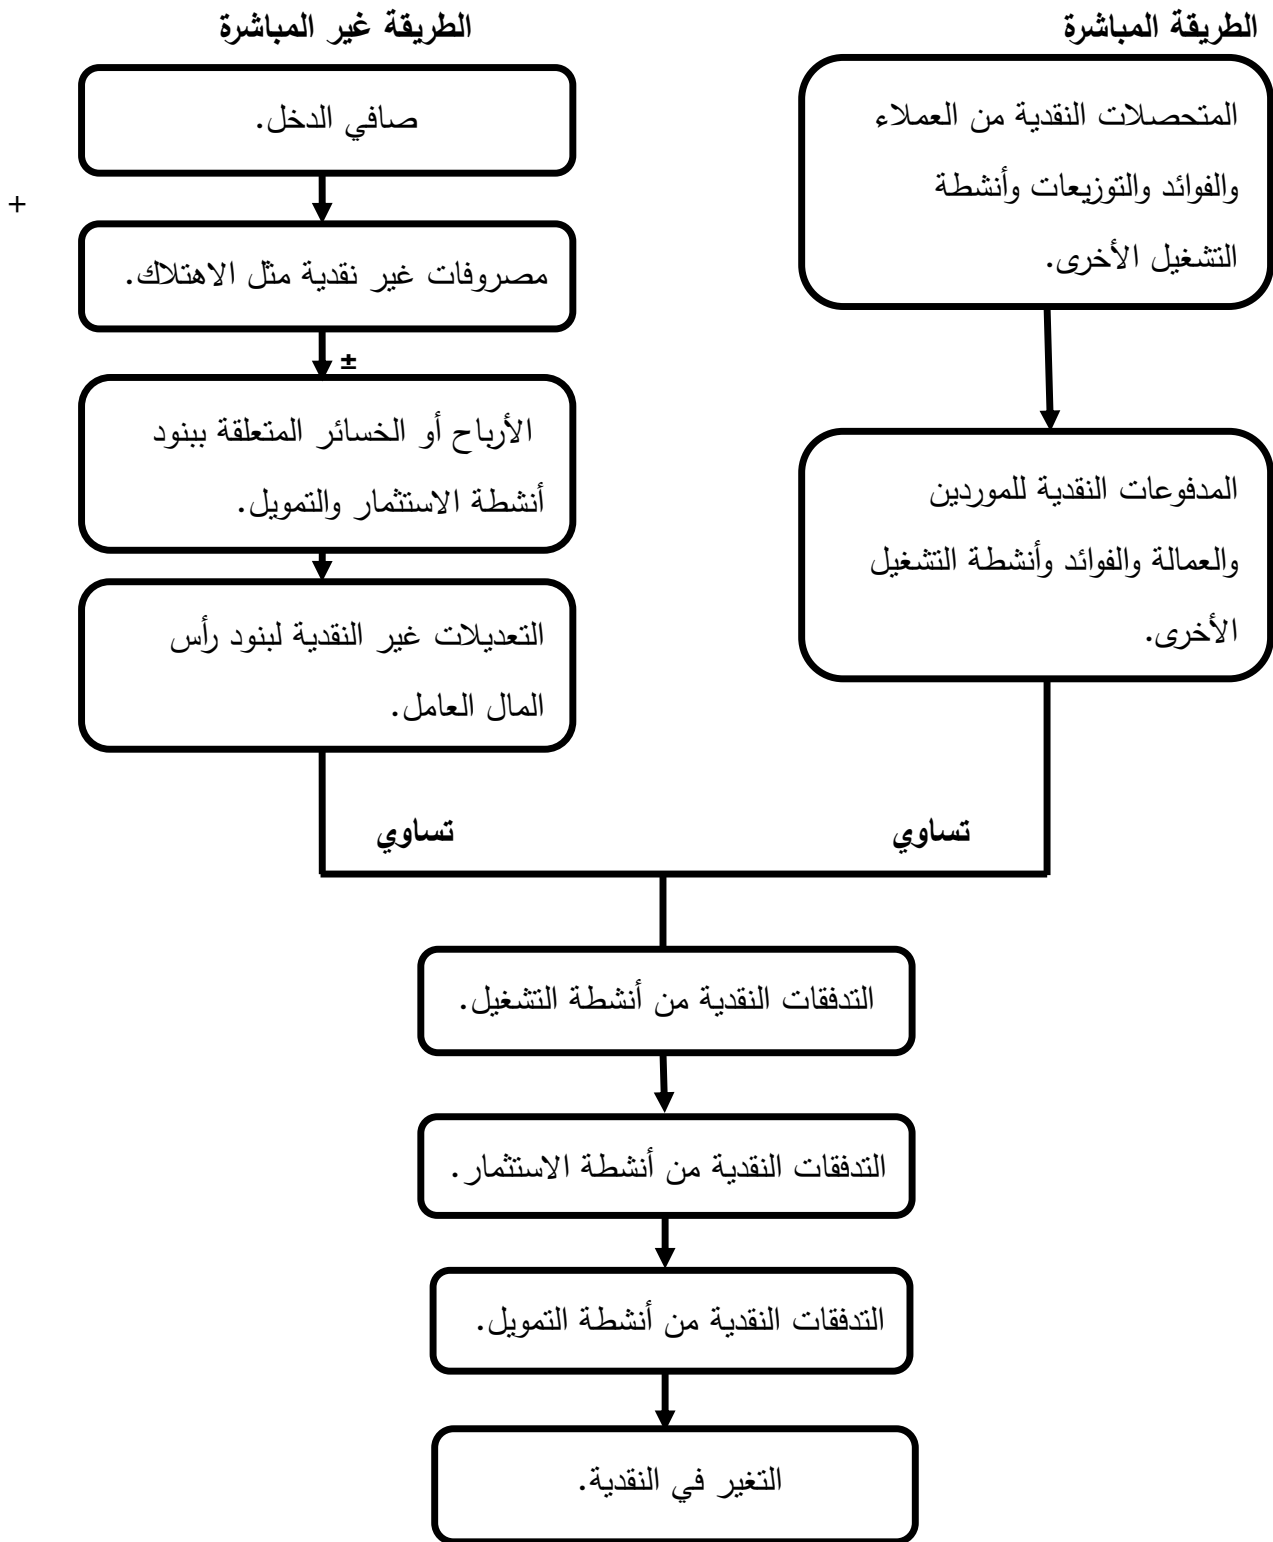 الطريقة المباشرة
المتحصلات النقدية من العملاء
والفوائد والتوزيعات وأنشطة
التشغيل الأخرى.
المدفوعات النقدية للموردين
والعمالة والفوائد وأنشطة التشغيل
الأخرى.
تساوي
الطريقة غير المباشرة
صافي الدخل.
+
مصروفات غير نقدية مثل الاهتلاك.
±
الأرباح أو الخسائر المتعلقة ببنود
أنشطة الاستثمار والتمويل.
التعديلات غير النقدية لبنود رأس
المال العامل.
تساوي
التدفقات النقدية من أنشطة التشغيل.
التدفقات النقدية من أنشطة الاستثمار.
التدفقات النقدية من أنشطة التمويل.
التغير في النقدية.